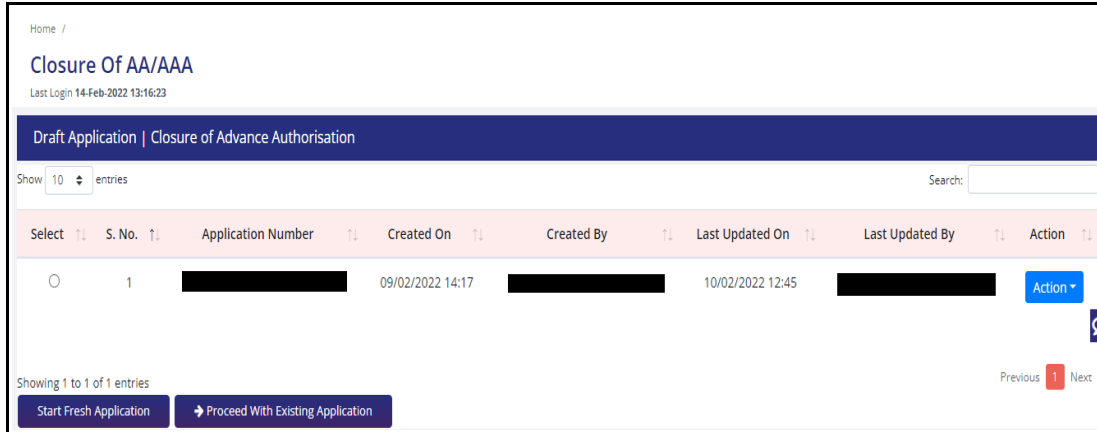 Home /
Closure Of AA/AAA
Last Login 14-Feb-2022 13:16:23
Draft Application | Closure of Advance Authorisation
Show 10 entries Search:
Select S. No. Application Number Created On Created By Last Updated On Last Updated By Action
1 09/02/2022 14:17 10/02/2022 12:45 Action
Showing 1 to 1 of 1 entries Previous 1 Next
Start Fresh Application Proceed With Existing Application